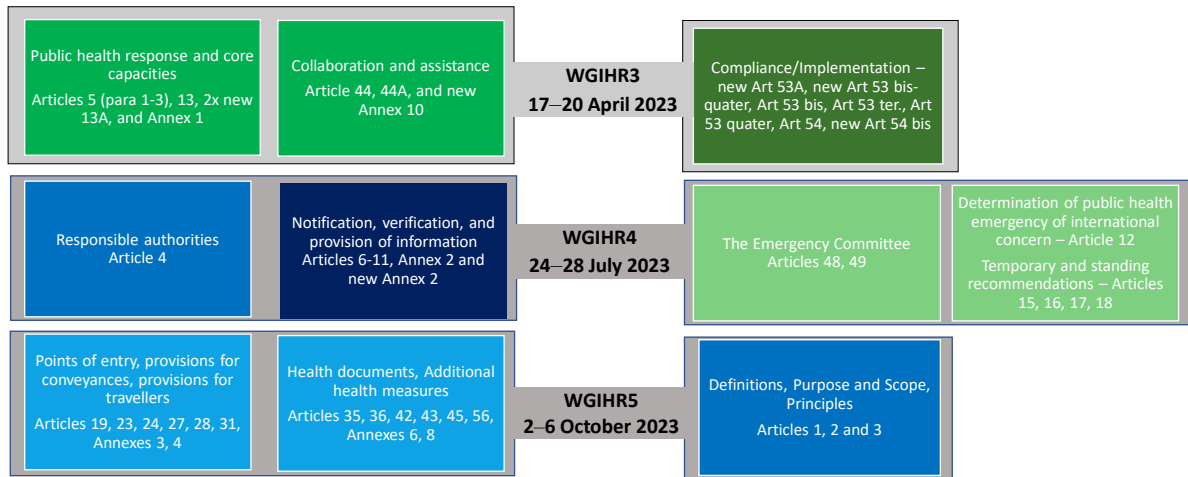 Public health response and core
capacities
Articles 5 (para 1-3), 13, 2x new
13A, and Annex 1
Collaboration and assistance
Article 44, 44A, and new
Annex 10
WGIHR3
17–20 April 2023
Compliance/Implementation –
new Art 53A, new Art 53 bis-
quater, Art 53 bis, Art 53 ter., Art
53 quater, Art 54, new Art 54 bis
Responsible authorities
Article 4
Notification, verification, and
provision of information
Articles 6-11, Annex 2 and
new Annex 2
WGIHR4
24–28 July 2023
The Emergency Committee
Articles 48, 49
Determination of public health
emergency of international
concern – Article 12
Temporary and standing
recommendations – Articles
15, 16, 17, 18
Points of entry, provisions for
conveyances, provisions for
travellers
Articles 19, 23, 24, 27, 28, 31,
Annexes 3, 4
Health documents, Additional
health measures
Articles 35, 36, 42, 43, 45, 56,
Annexes 6, 8
WGIHR5
2–6 October 2023
Definitions, Purpose and Scope,
Principles
Articles 1, 2 and 3